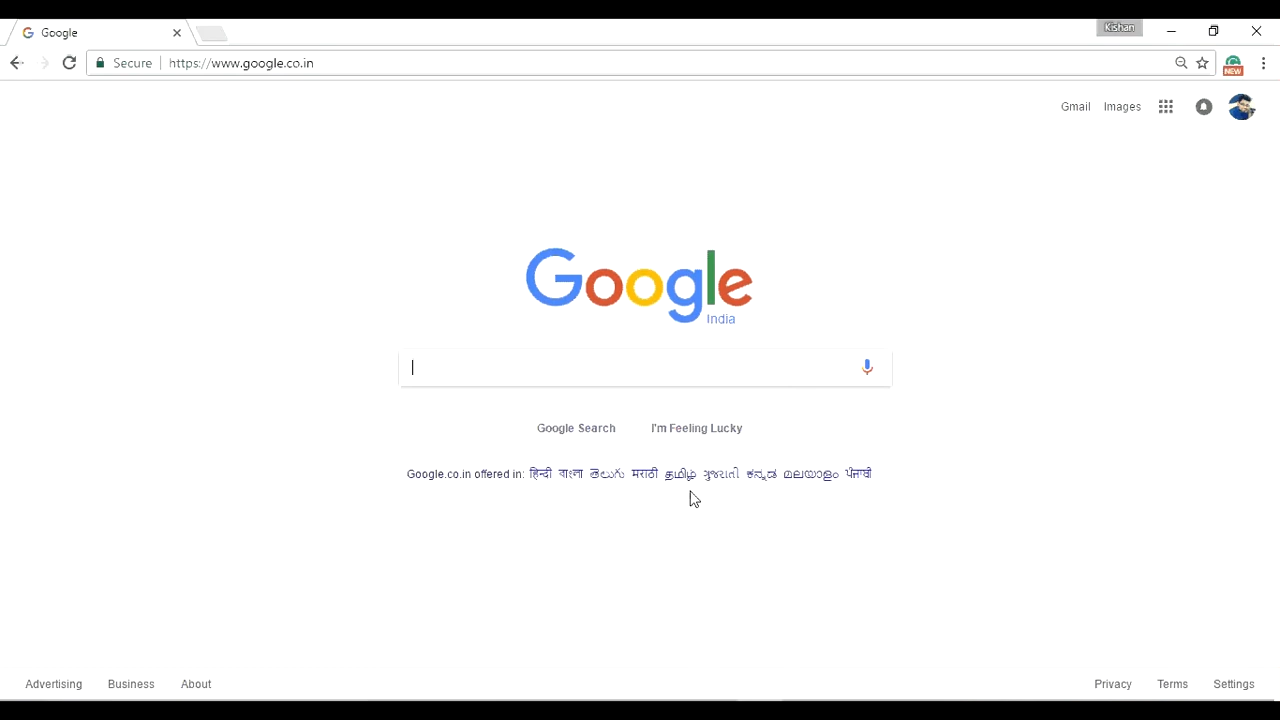 Google
Kishan
Secure
https://www.google.co.in
NEW
Gmail Images
Google
India
Google Search I'm Feeling Lucky
Google.co.in offered in: हिन्दी বাংলা తెలుగు मराठी தமிழ் ગુજરાતી ಕನ್ನಡ മലയാളം ਪੰਜਾਬੀ
Advertising Business About
Privacy Terms Settings